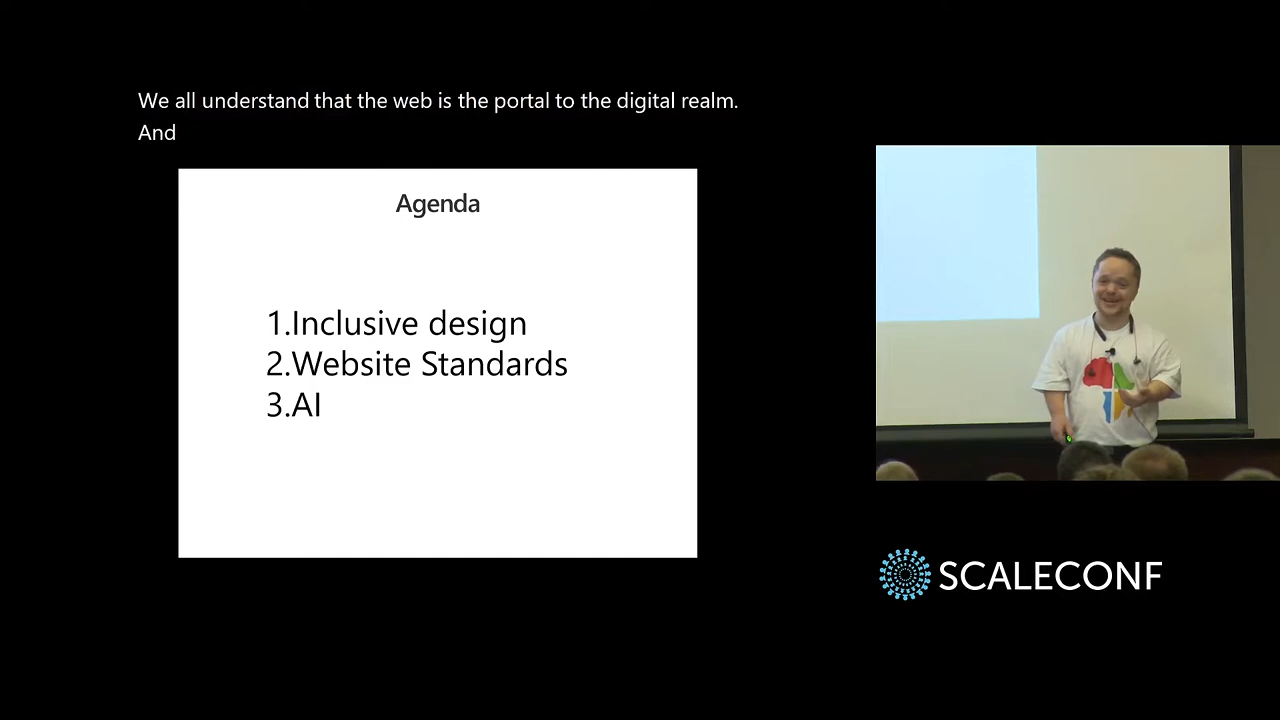 We all understand that the web is the portal to the digital realm.
And
Agenda
1.Inclusive design
2.Website Standards
3.AI
SCALECONF